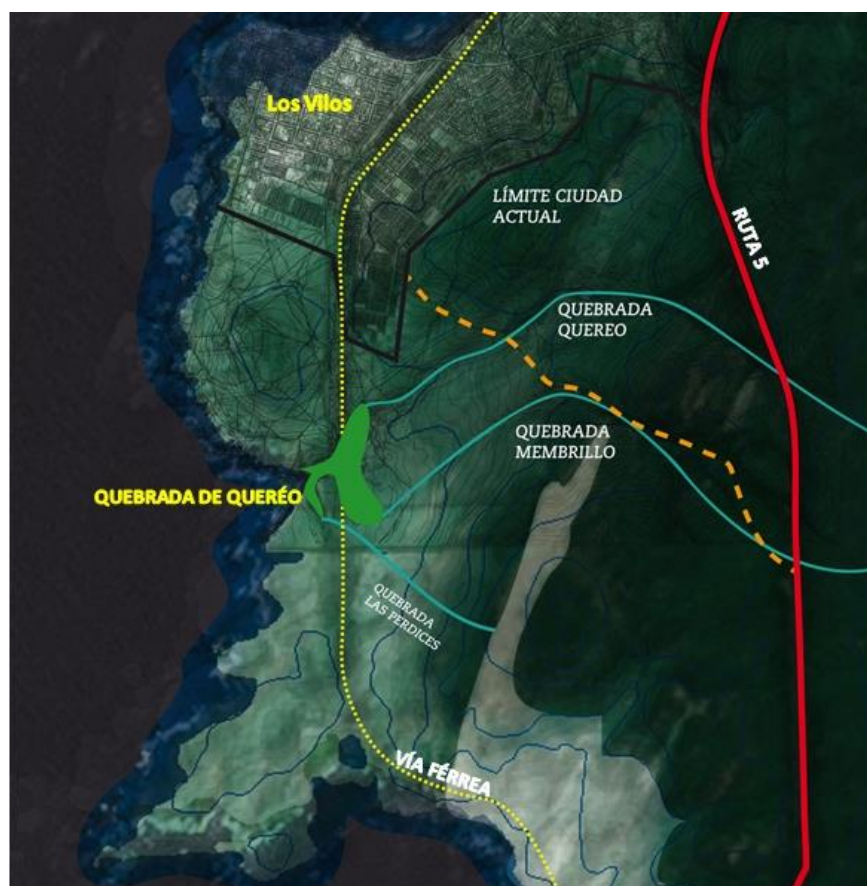 Los Vilos
LÍMITE CIUDAD
ACTUAL
RUTA 5
QUEBRADA
QUEREO
QUEBRADA
MEMBRILLO
QUEBRADA DE QUERÉO
QUEBRADA
LAS PERDICES
VÍA FÉRREA